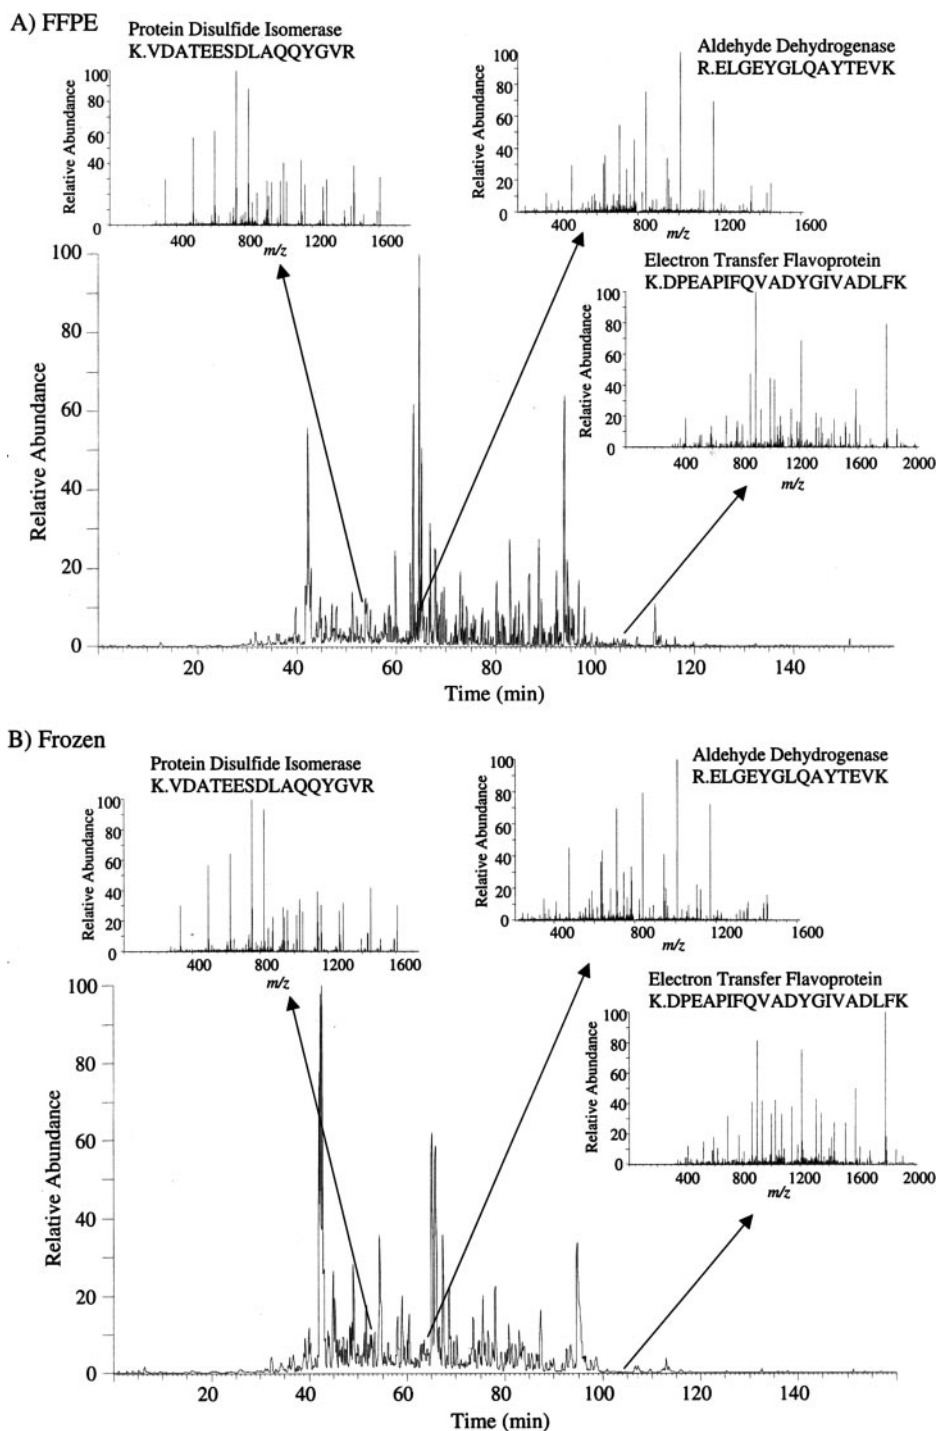 A) FFPE
Protein Disulfide Isomerase
K.VDATEESDLAQQYGVR
Relative Abundance
100
80
60
40
20
0
400 800 1200 1600
m/z
Aldehyde Dehydrogenase
R.ELGEYGLQAYTEVK
Relative Abundance
100
80
60
40
20
0
400 800 1200 1600
m/z
Electron Transfer Flavoprotein
K.DPEAPIFQVADYGIVADLFK
Relative Abundance
100
80
60
40
20
0
400 800 1200 1600 2000
m/z
Relative Abundance
100
80
60
40
20
0
20 40 60 80 100 120 140
Time (min)
B) Frozen
Protein Disulfide Isomerase
K.VDATEESDLAQQYGVR
Relative Abundance
100
80
60
40
20
0
400 800 1200 1600
m/z
Aldehyde Dehydrogenase
R.ELGEYGLQAYTEVK
Relative Abundance
100
80
60
40
20
0
400 800 1200 1600
m/z
Electron Transfer Flavoprotein
K.DPEAPIFQVADYGIVADLFK
Relative Abundance
100
80
60
40
20
0
400 800 1200 1600 2000
m/z
Relative Abundance
100
80
60
40
20
0
20 40 60 80 100 120 140 160
Time (min)